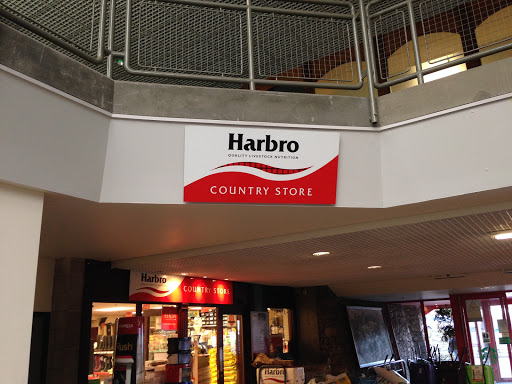 Harbro
QUALITY LIVESTOCK NUTRITION
COUNTRY STORE
Harbro
COUNTRY STORE
Harbro